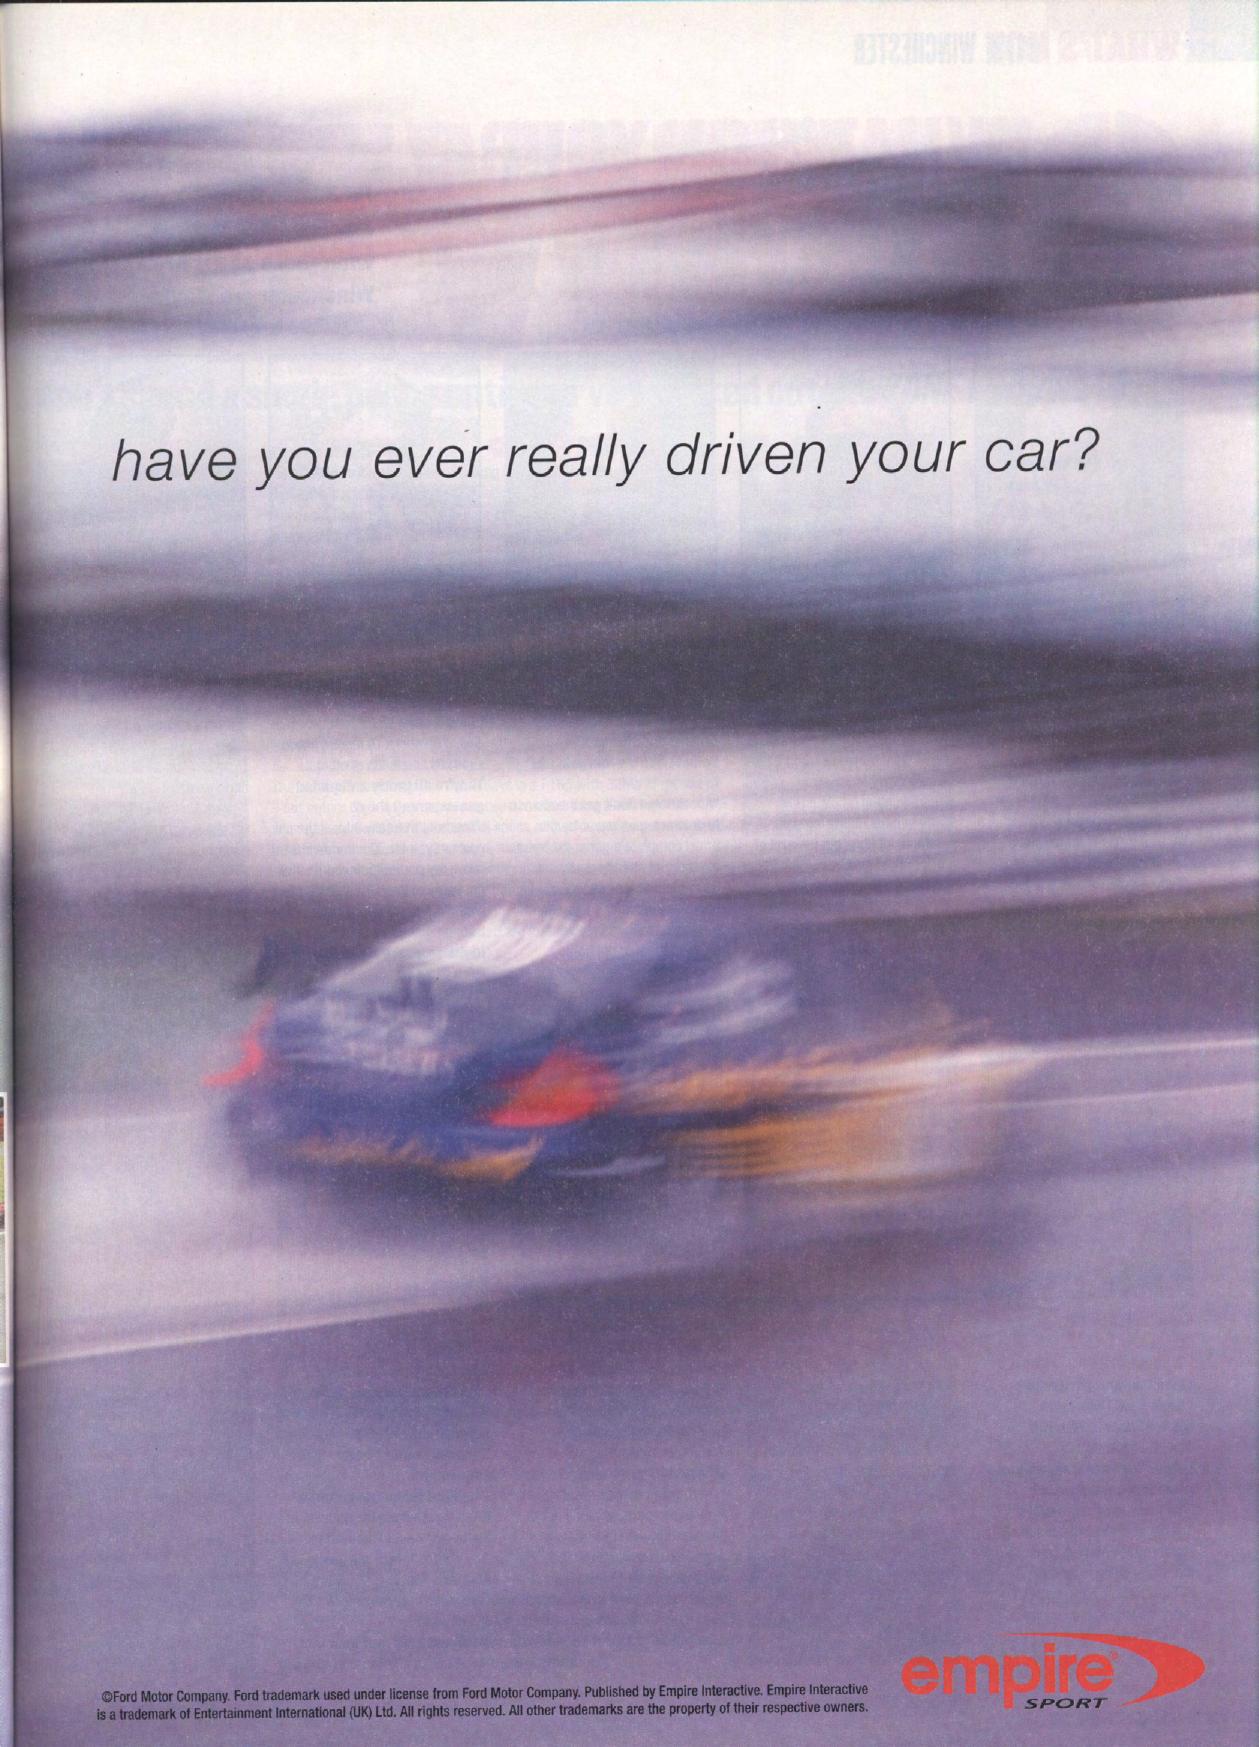 have you ever really driven your car?
empire®
SPORT
©Ford Motor Company. Ford trademark used under license from Ford Motor Company. Published by Empire Interactive. Empire Interactive
is a trademark of Entertainment International (UK) Ltd. All rights reserved. All other trademarks are the property of their respective owners.